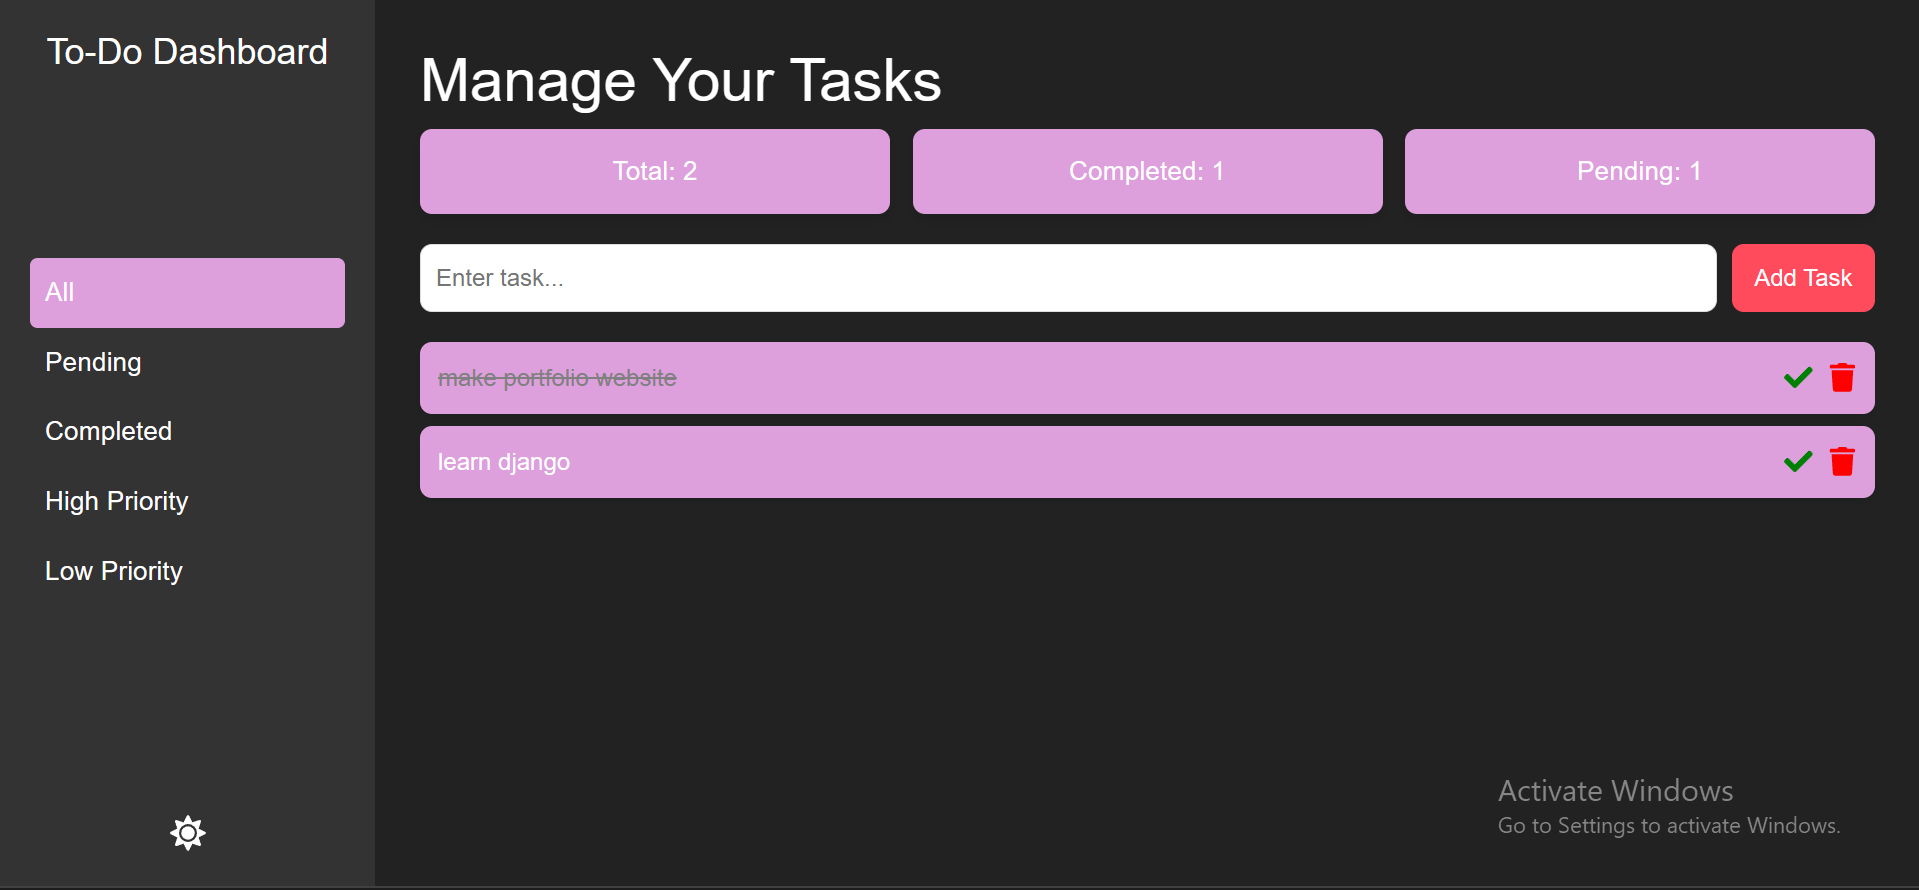 To-Do Dashboard
All
Pending
Completed
High Priority
Low Priority
Manage Your Tasks
Total: 2
Completed: 1
Pending: 1
Enter task...
Add Task
make portfolio website
learn django
Activate Windows
Go to Settings to activate Windows.